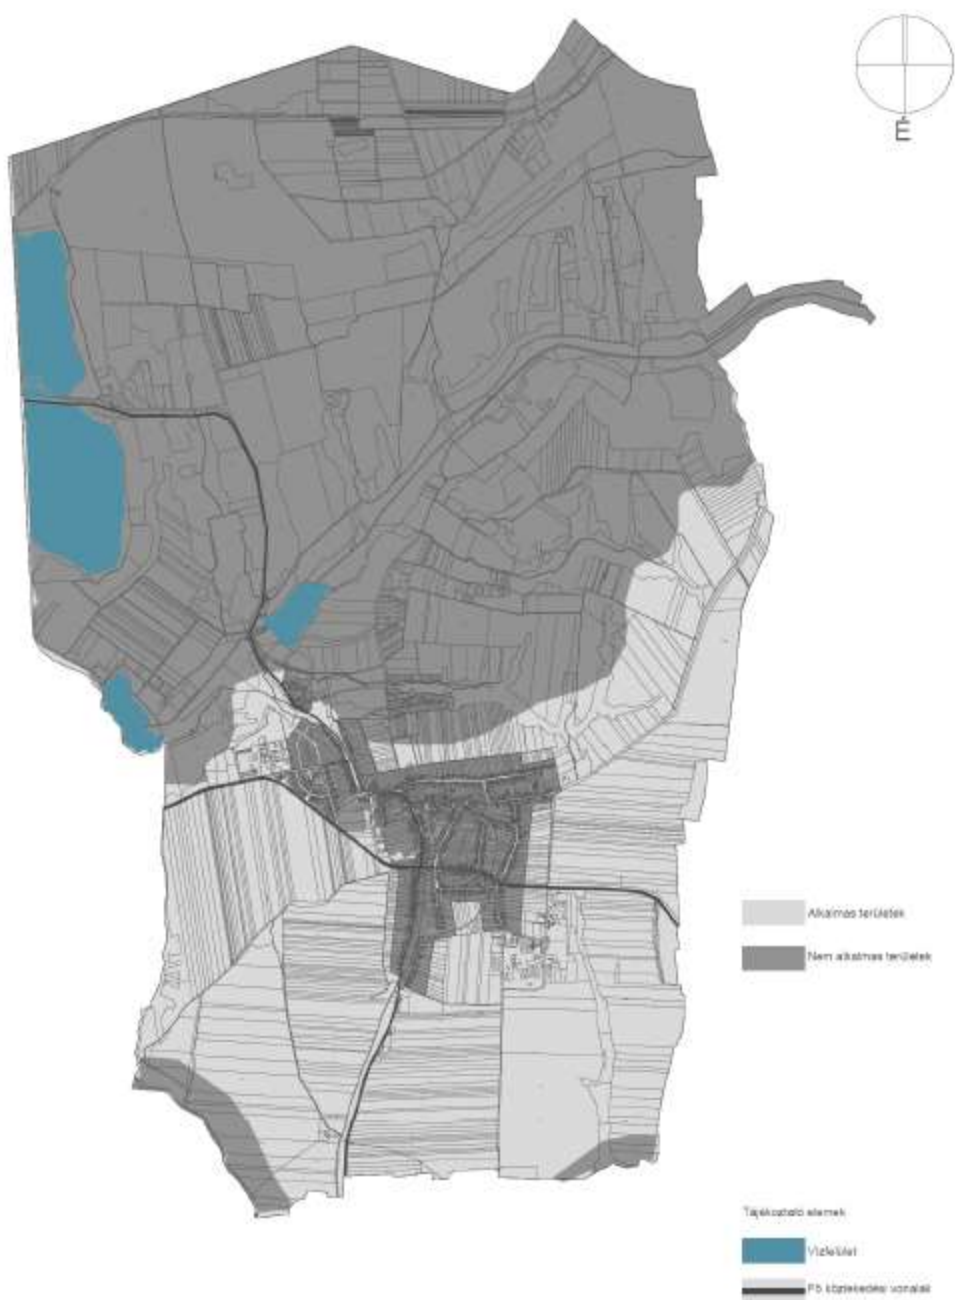 É
Alkalmas területek
Nem alkalmas területek
Tájékoztató elemek
Vízfelület
Fő közlekedési vonalak